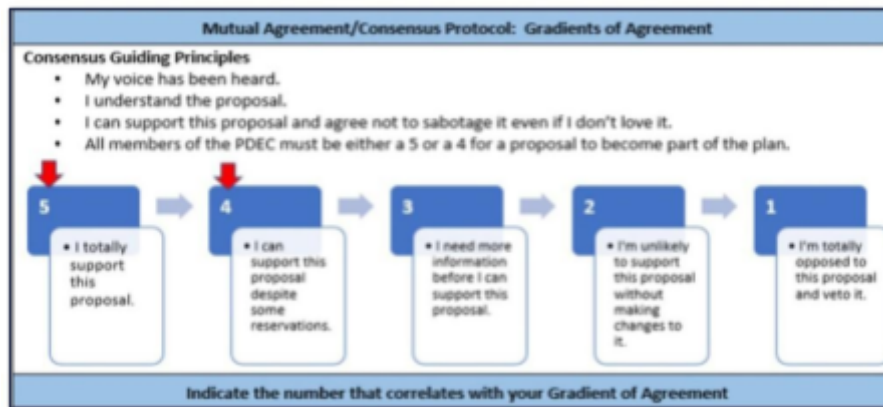 Mutual Agreement/Consensus Protocol: Gradients of Agreement
Consensus Guiding Principles
• My voice has been heard.
• I understand the proposal.
• I can support this proposal and agree not to sabotage it even if I don't love it.
• All members of the PDEC must be either a 5 or a 4 for a proposal to become part of the plan.
5
• I totally
support
this
proposal.
4
• I can
support this
proposal
despite
some
reservations.
3
• I need more
information
before I can
support this
proposal.
2
• I'm unlikely
to support
this proposal
without
making
changes to
it.
1
• I'm totally
opposed to
this proposal
and veto it.
Indicate the number that correlates with your Gradient of Agreement